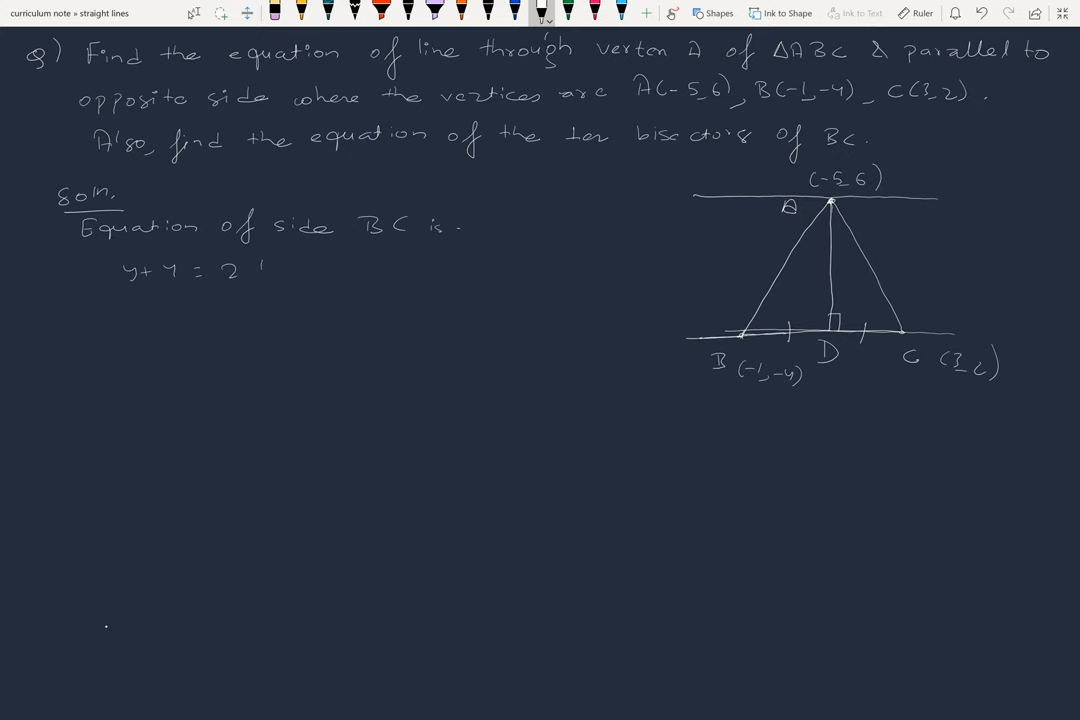 curriculum note » straight lines
Shapes Ink to Shape Ink to Text Ruler
Q) Find the equation of line through vertex A of ΔABC & parallel to
opposite side where the vertices are A(-5,6), B(-1,-4), C(3,2).
Also, find the equation of the ⊥er bisectors of BC.
Soln.
Equation of side BC is.
y+4 = 2
(-5,6)
A
B (-1,-4) D C (3,2)